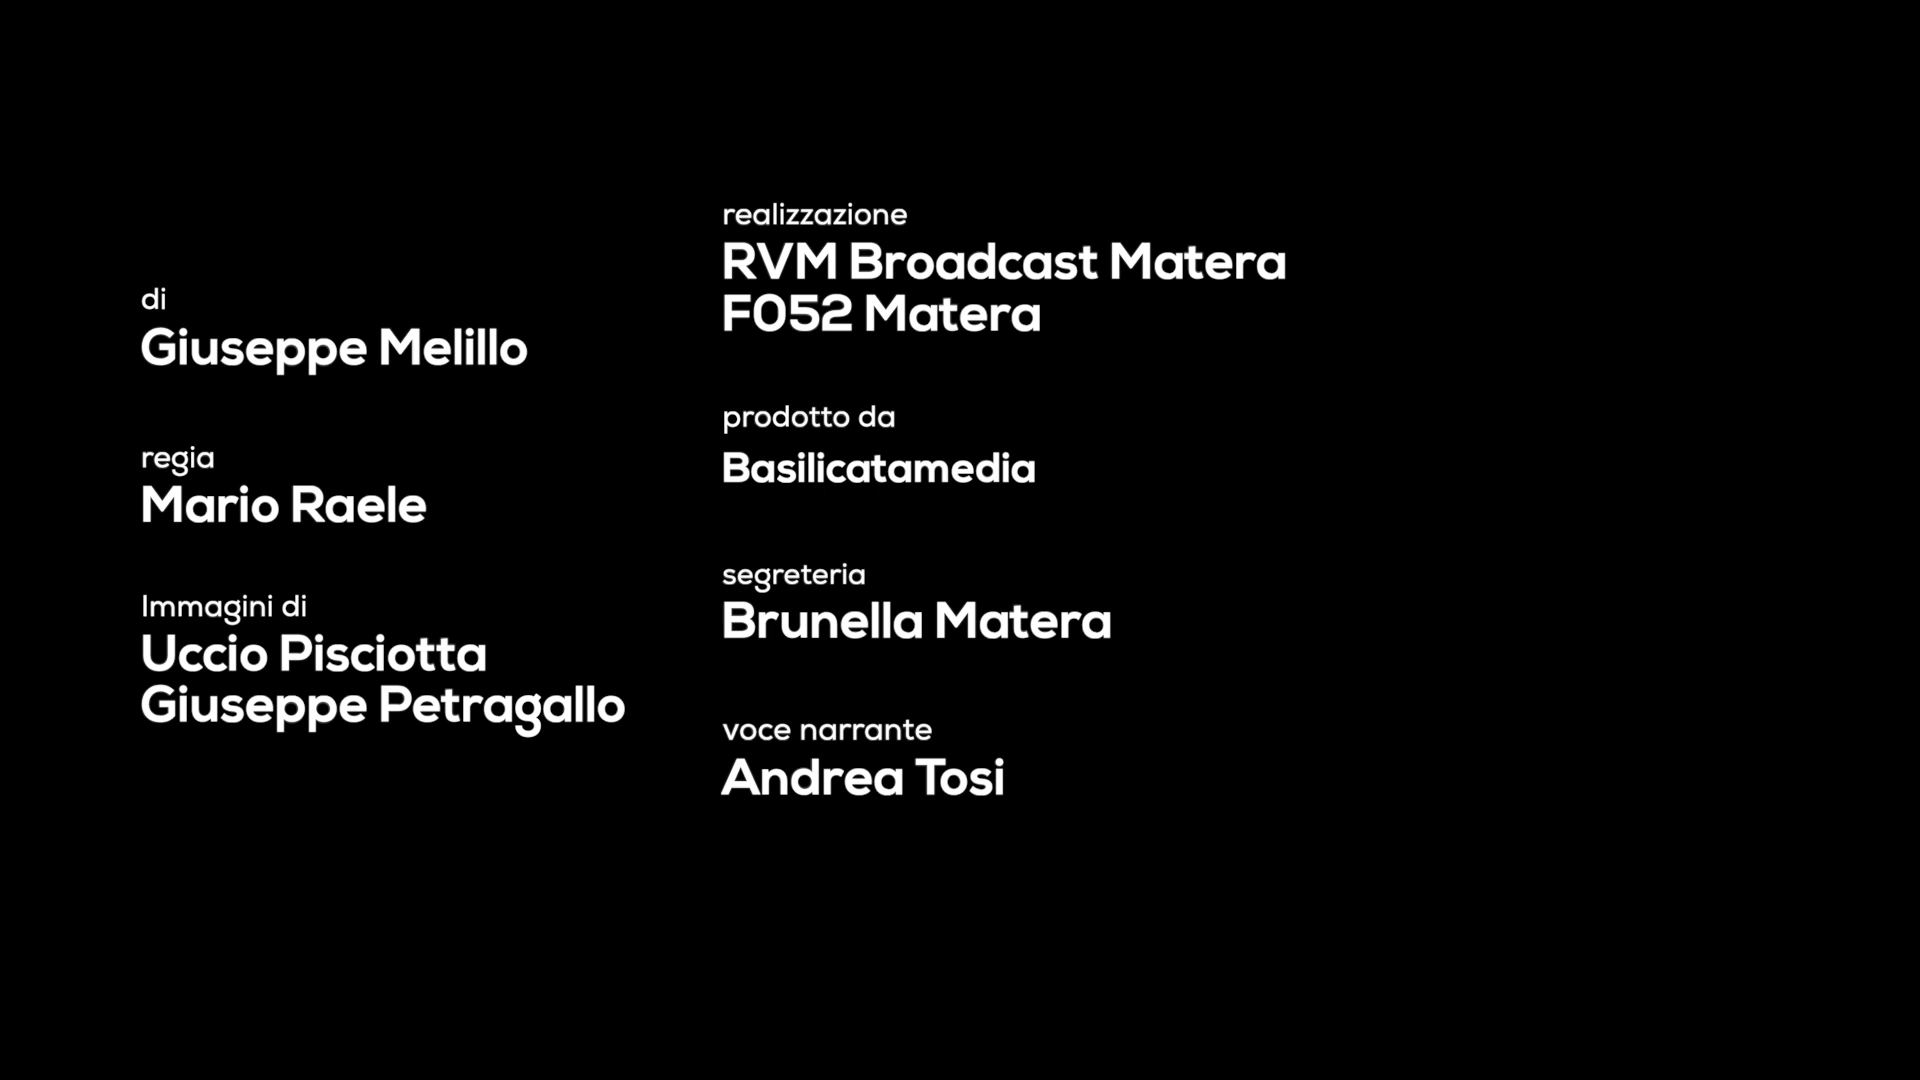 di
Giuseppe Melillo
regia
Mario Raele
Immagini di
Uccio Pisciotta
Giuseppe Petragallo
realizzazione
RVM Broadcast Matera
F052 Matera
prodotto da
Basilicatamedia
segreteria
Brunella Matera
voce narrante
Andrea Tosi